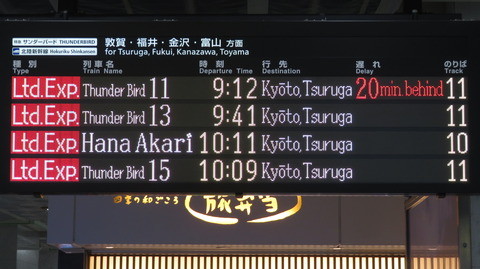 特急 サンダーバード THUNDERBIRD 敦賀・福井・金沢・富山 方面
北陸新幹線 Hokuriku Shinkansen for Tsuruga, Fukui, Kanazawa, Toyama
種別 列車名 時刻 行先 遅れ のりば
Type Train Name Departure Time Destination Delay Track
Ltd.Exp. Thunder Bird 11 9:12 Kyōto,Tsuruga 20min.behind 11
Ltd.Exp. Thunder Bird 13 9:41 Kyōto,Tsuruga 11
Ltd.Exp. Hana Akari 10:11 Kyōto,Tsuruga 10
Ltd.Exp. Thunder Bird 15 10:09 Kyōto,Tsuruga 11
旅弁当